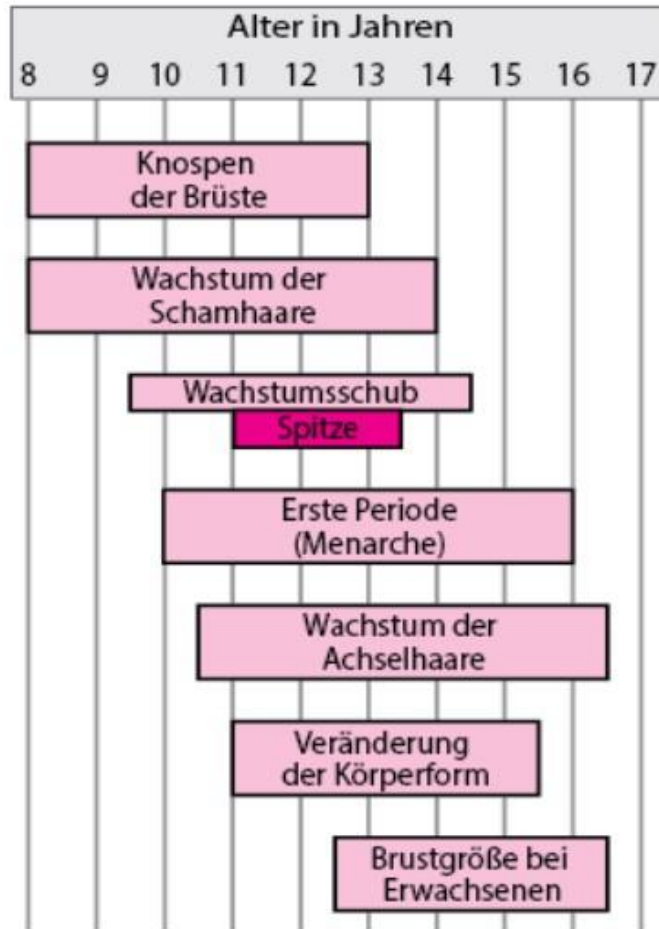 Alter in Jahren
8 9 10 11 12 13 14 15 16 17
Knospen
der Brüste
Wachstum der
Schamhaare
Wachstumsschub
Spitze
Erste Periode
(Menarche)
Wachstum der
Achselhaare
Veränderung
der Körperform
Brustgröße bei
Erwachsenen